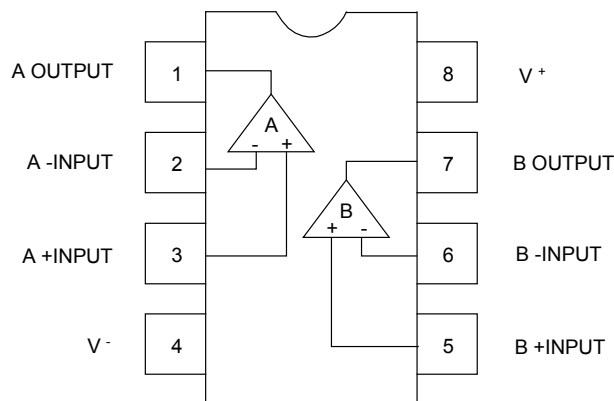 A OUTPUT 1 8 V +
A
- +
A -INPUT 2 7 B OUTPUT
B
+ -
A +INPUT 3 6 B -INPUT
V - 4 5 B +INPUT